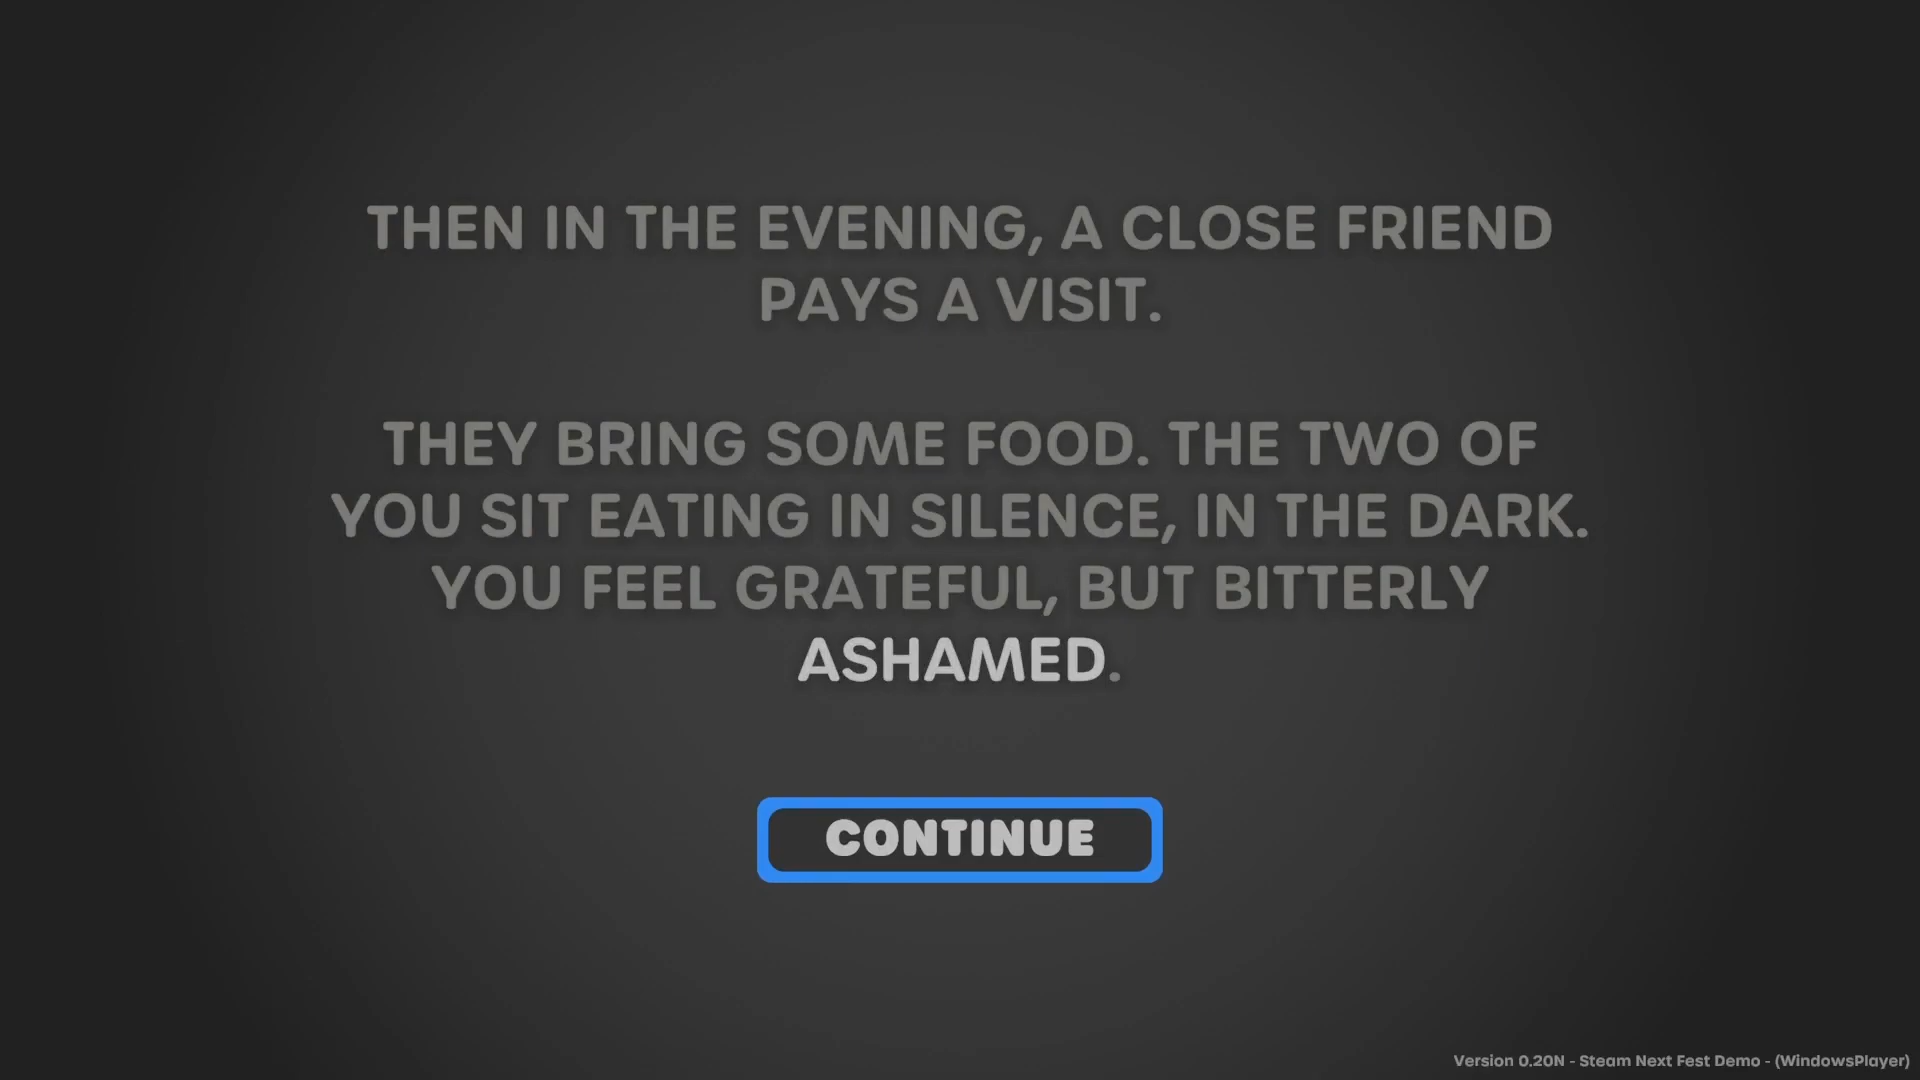 THEN IN THE EVENING, A CLOSE FRIEND
PAYS A VISIT.
THEY BRING SOME FOOD. THE TWO OF
YOU SIT EATING IN SILENCE, IN THE DARK.
YOU FEEL GRATEFUL, BUT BITTERLY
ASHAMED.
CONTINUE
Version 0.20N - Steam Next Fest Demo - (WindowsPlayer)